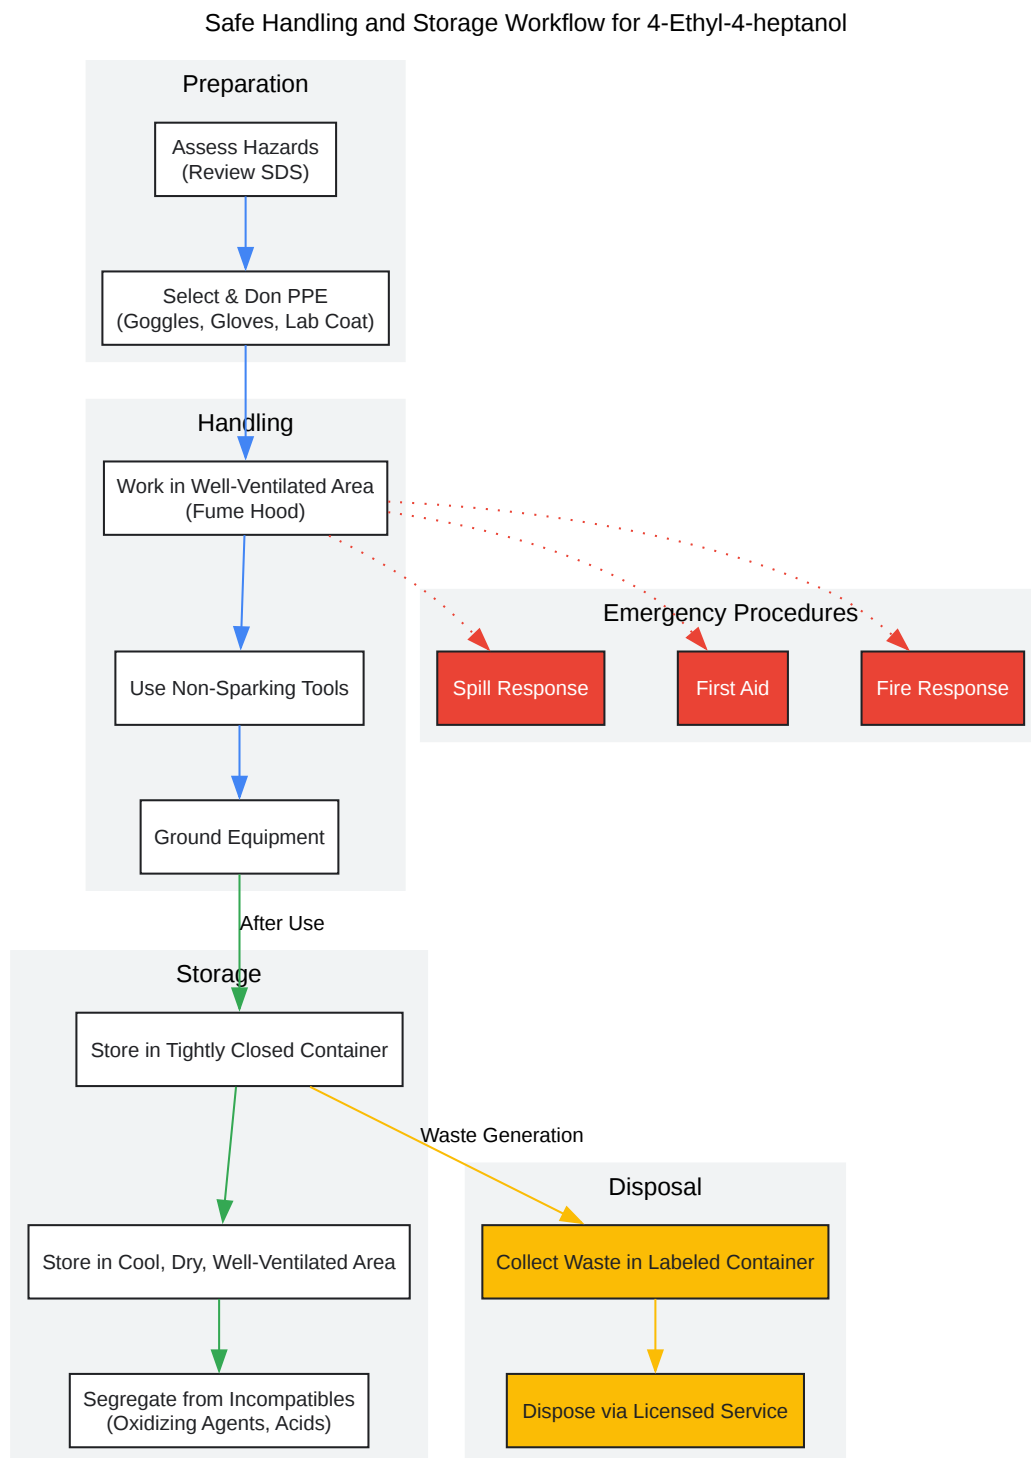 Safe Handling and Storage Workflow for 4-Ethyl-4-heptanol
Preparation
Assess Hazards
(Review SDS)
Select & Don PPE
(Goggles, Gloves, Lab Coat)
Handling
Work in Well-Ventilated Area
(Fume Hood)
Emergency Procedures
Spill Response
First Aid
Fire Response
Use Non-Sparking Tools
Ground Equipment
After Use
Storage
Store in Tightly Closed Container
Waste Generation
Disposal
Store in Cool, Dry, Well-Ventilated Area
Collect Waste in Labeled Container
Segregate from Incompatibles
(Oxidizing Agents, Acids)
Dispose via Licensed Service